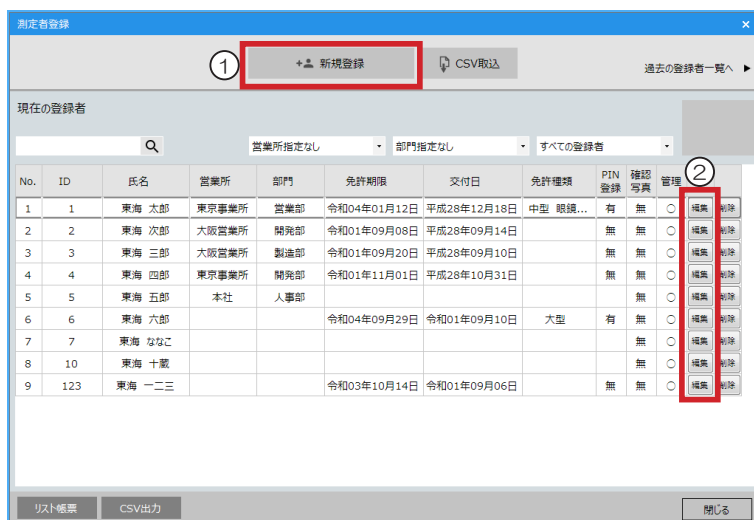 測定者登録 ×
① 新規登録 CSV取込 過去の登録者一覧へ ▶
現在の登録者
営業所指定なし 部門指定なし すべての登録者
②
No. ID 氏名 営業所 部門 免許期限 交付日 免許種類 PIN登録 確認写真 管理
1 1 東海 太郎 東京事業所 営業部 令和04年01月12日 平成28年12月18日 中型 眼鏡... 有 無 ○ 編集 削除
2 2 東海 次郎 大阪営業所 開発部 令和01年09月08日 平成28年09月14日 無 無 ○ 編集 削除
3 3 東海 三郎 大阪営業所 製造部 令和01年09月20日 平成28年09月10日 無 無 ○ 編集 削除
4 4 東海 四郎 東京事業所 開発部 令和01年11月01日 平成28年10月31日 無 無 ○ 編集 削除
5 5 東海 五郎 本社 人事部 無 ○ 編集 削除
6 6 東海 六郎 令和04年09月29日 令和01年09月10日 大型 有 無 ○ 編集 削除
7 7 東海 ななこ 無 ○ 編集 削除
8 10 東海 十蔵 無 ○ 編集 削除
9 123 東海 一二三 令和03年10月14日 令和01年09月06日 無 無 ○ 編集 削除
リスト帳票 CSV出力 閉じる